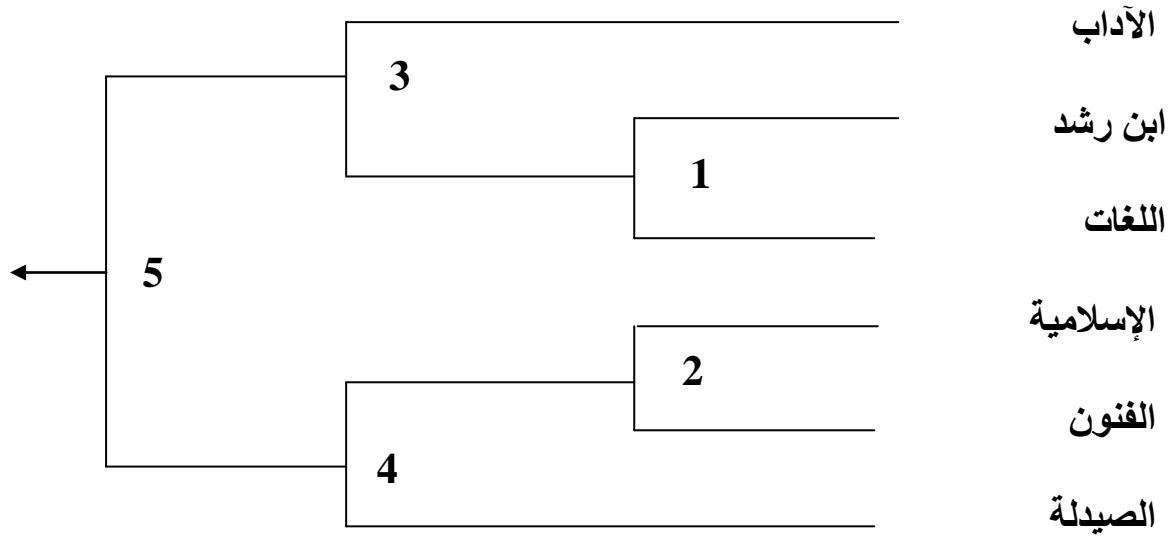 الآداب
3
ابن رشد
1
اللغات
5
الإسلامية
2
الفنون
4
الصيدلة